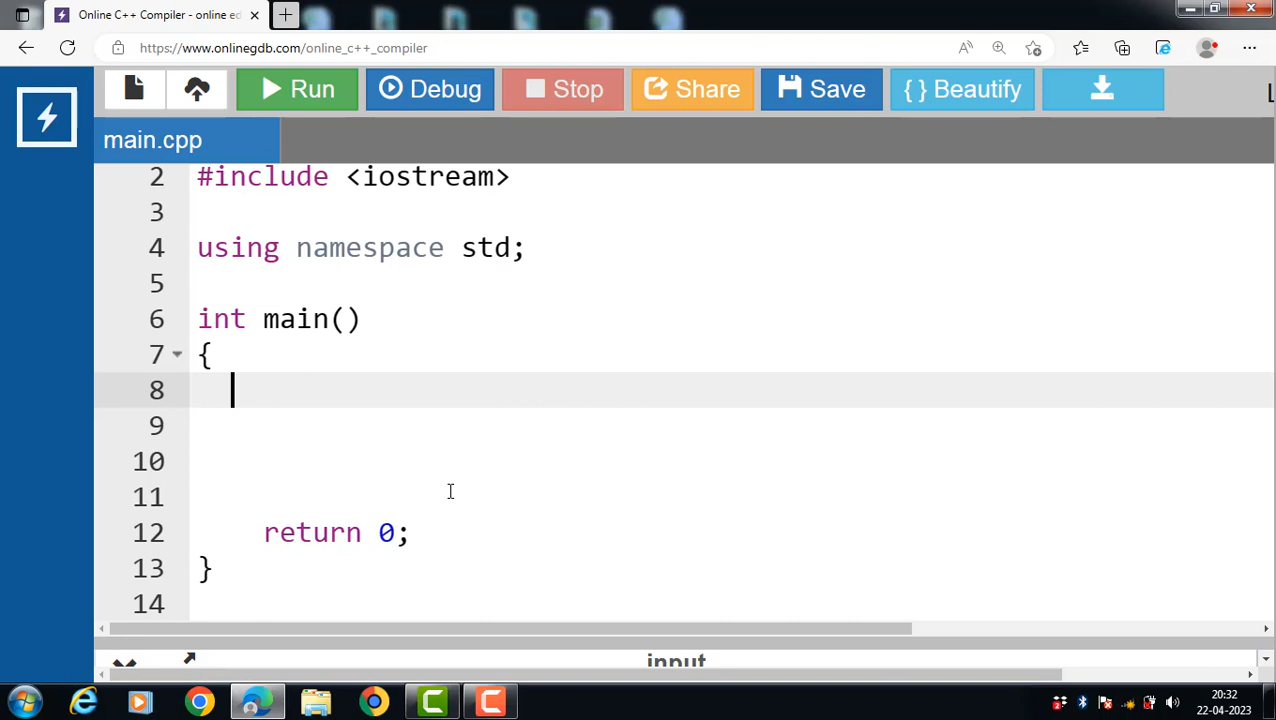 Online C++ Compiler - online ed
https://www.onlinegdb.com/online_c++_compiler
Run Debug Stop Share Save { } Beautify L
main.cpp
2 #include <iostream>
3
4 using namespace std;
5
6 int main()
7 {
8
9
10
11
12 return 0;
13 }
14
input
20:32
22-04-2023